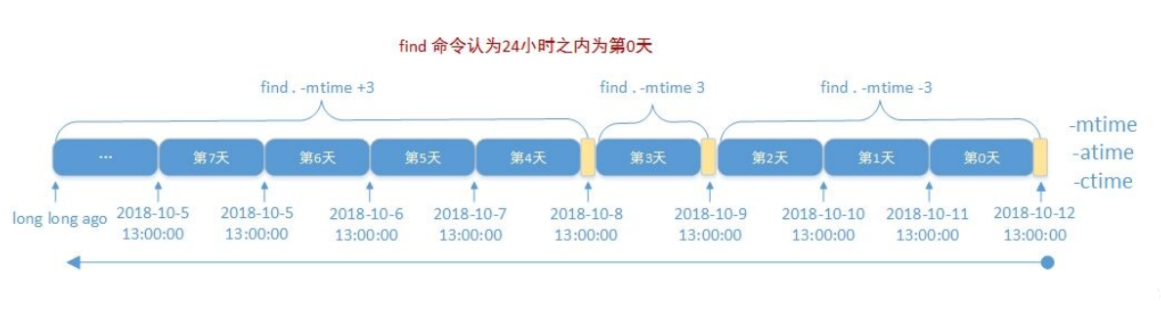 find 命令认为24小时之内为第0天
find . -mtime +3
find . -mtime 3
find . -mtime -3
... 第7天 第6天 第5天 第4天 第3天 第2天 第1天 第0天
-mtime
-atime
-ctime
long long ago
2018-10-5
13:00:00
2018-10-5
13:00:00
2018-10-6
13:00:00
2018-10-7
13:00:00
2018-10-8
13:00:00
2018-10-9
13:00:00
2018-10-10
13:00:00
2018-10-11
13:00:00
2018-10-12
13:00:00